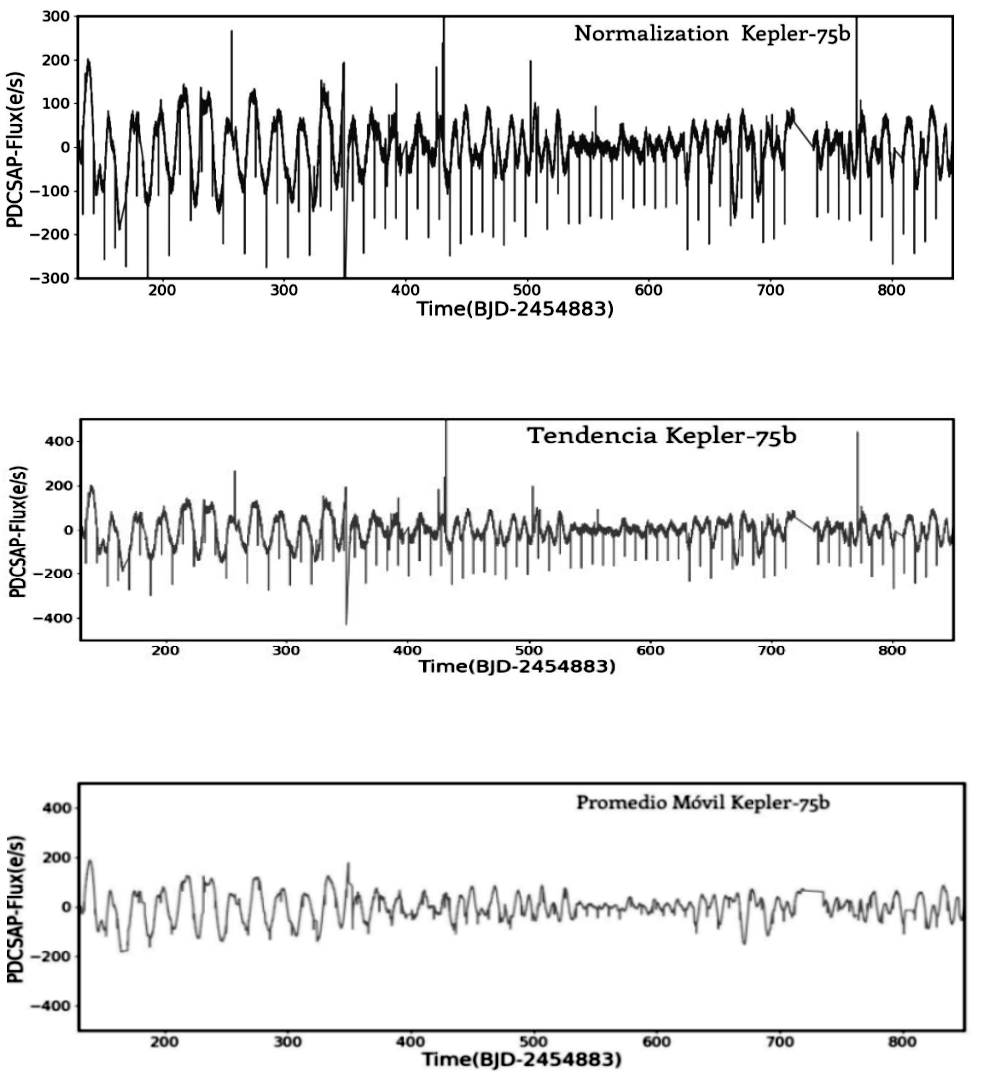 Normalization Kepler-75b
PDCSAP-Flux(e/s)
300
200
100
0
−100
−200
−300
200 300 400 500 600 700 800
Time(BJD-2454883)
Tendencia Kepler-75b
PDCSAP-Flux(e/s)
400
200
0
−200
−400
200 300 400 500 600 700 800
Time(BJD-2454883)
Promedio Móvil Kepler-75b
PDCSAP-Flux(e/s)
400
200
0
−200
−400
200 300 400 500 600 700 800
Time(BJD-2454883)